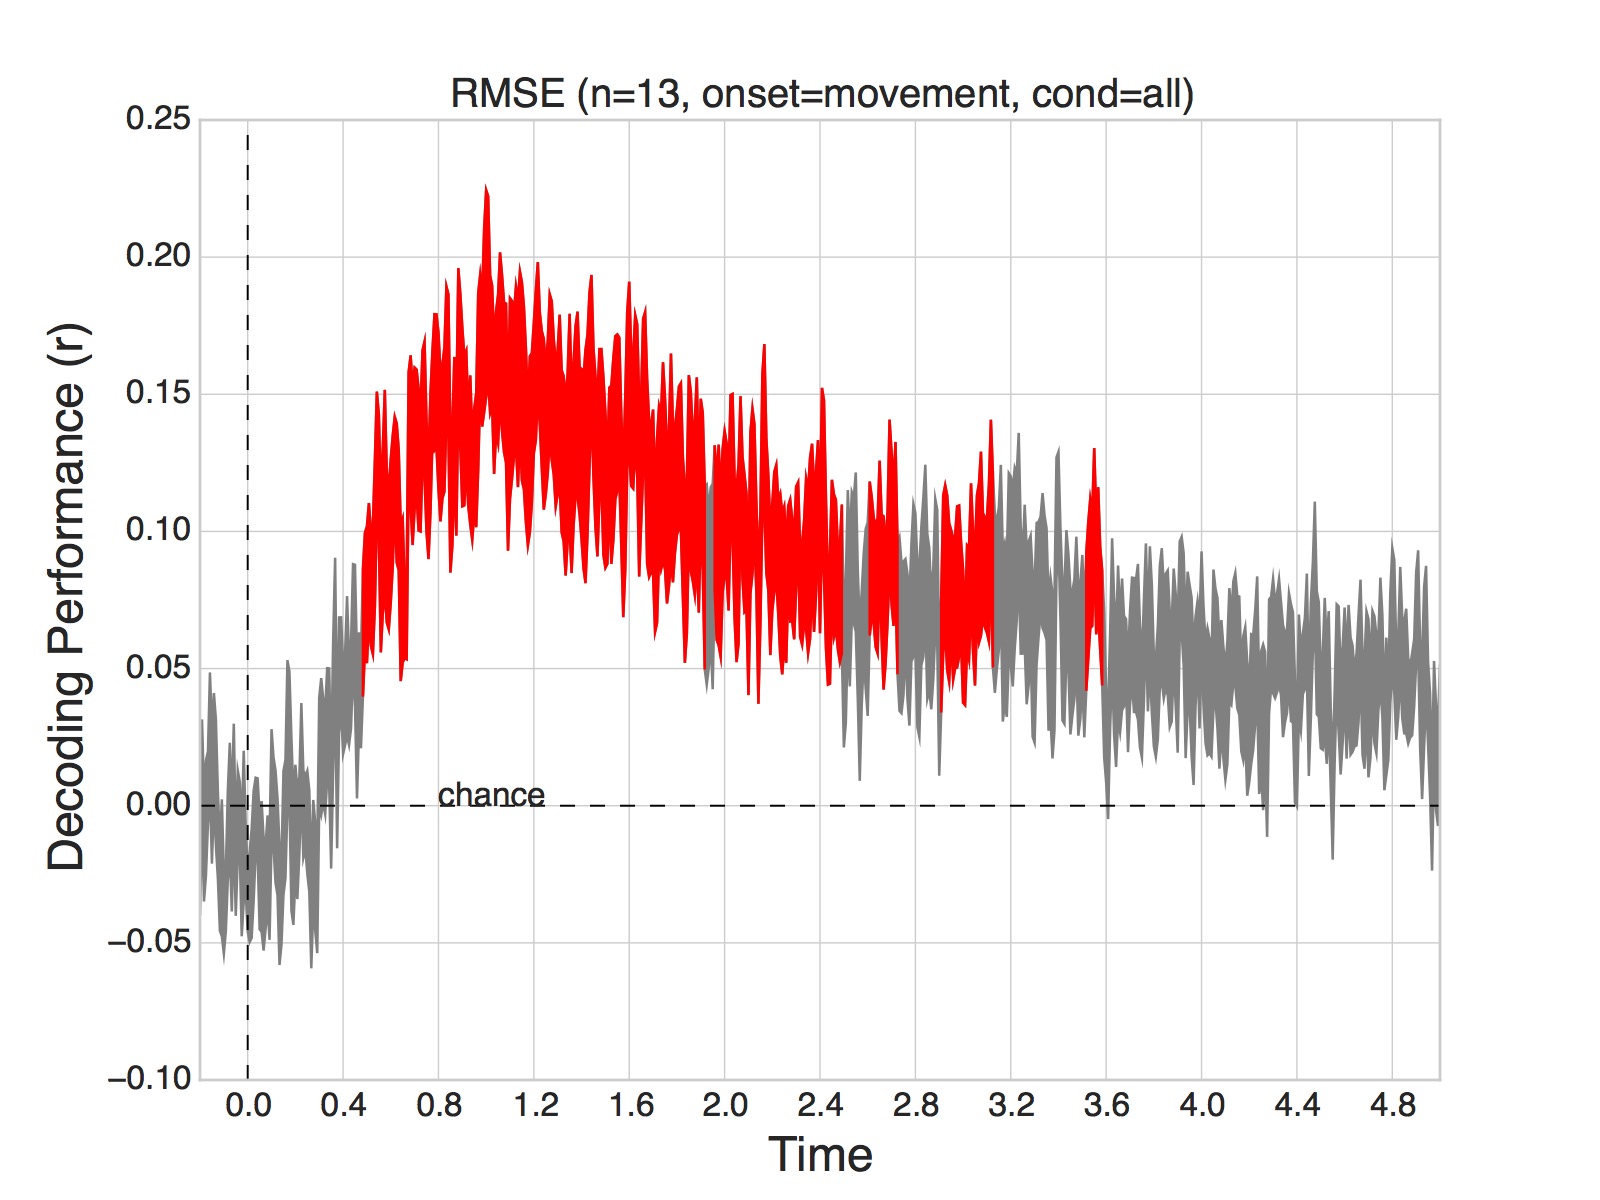 RMSE (n=13, onset=movement, cond=all)
0.25
0.20
0.15
0.10
0.05
0.00
−0.05
−0.10
Decoding Performance (r)
chance
0.0 0.4 0.8 1.2 1.6 2.0 2.4 2.8 3.2 3.6 4.0 4.4 4.8
Time